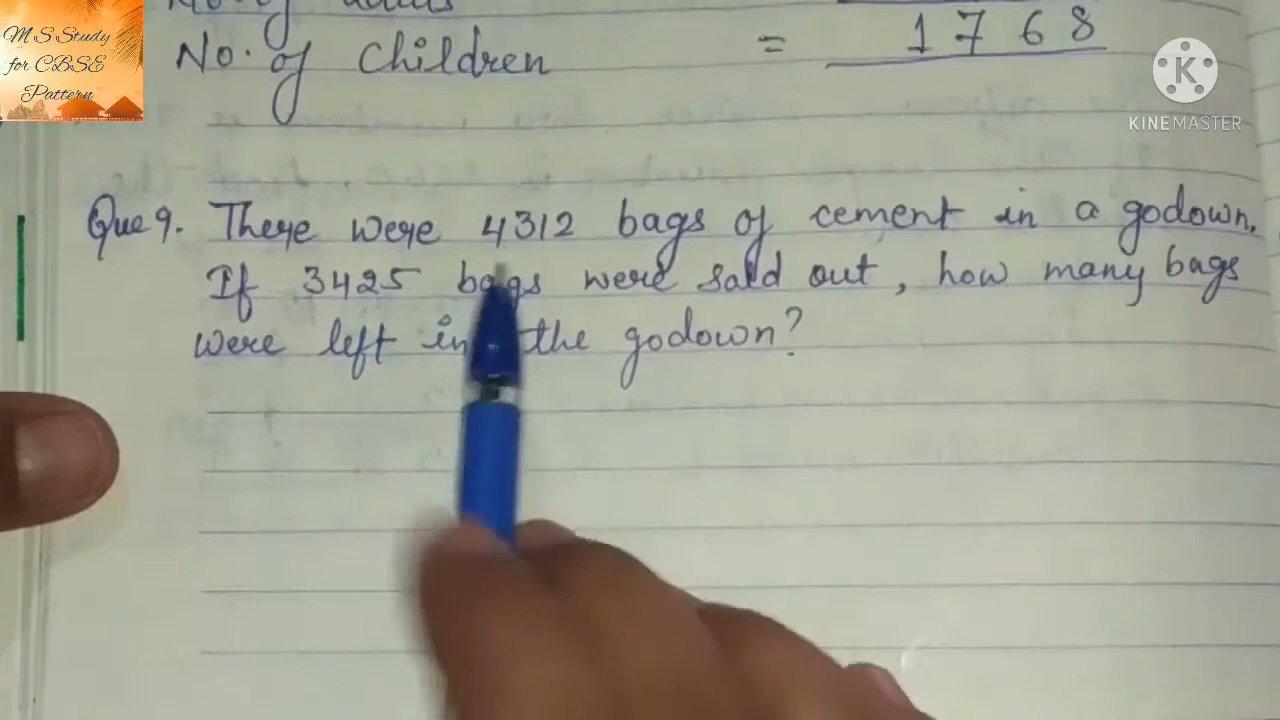 M S Study
for CBSE
Pattern
No. of Children = 1768
KINEMASTER
Que 9. There were 4312 bags of cement in a godown.
If 3425 bags were sold out, how many bags
were left in the godown?